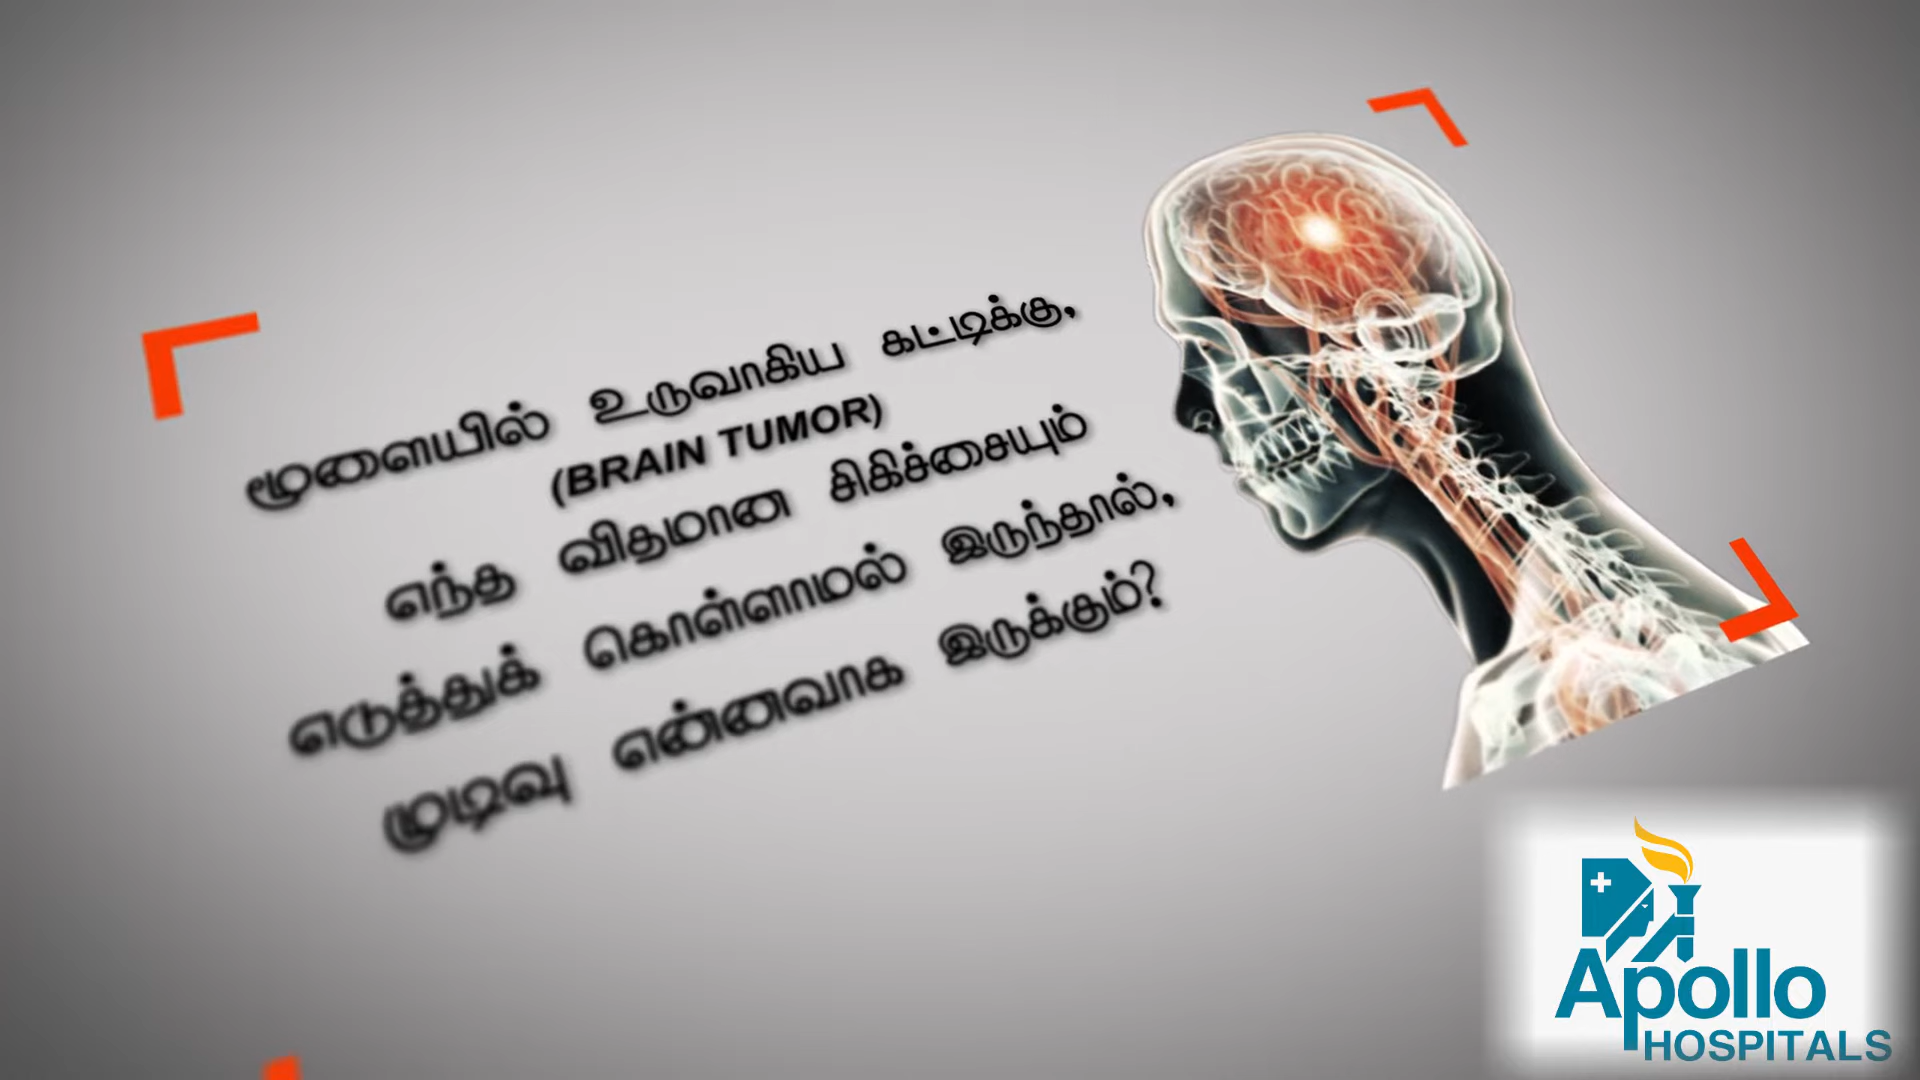 மூளையில் உருவாகிய கட்டிக்கு,
(BRAIN TUMOR)
எந்த விதமான சிகிச்சையும்
எடுத்துக் கொள்ளாமல் இருந்தால்,
முடிவு என்னவாக இருக்கும்?
Apollo
HOSPITALS